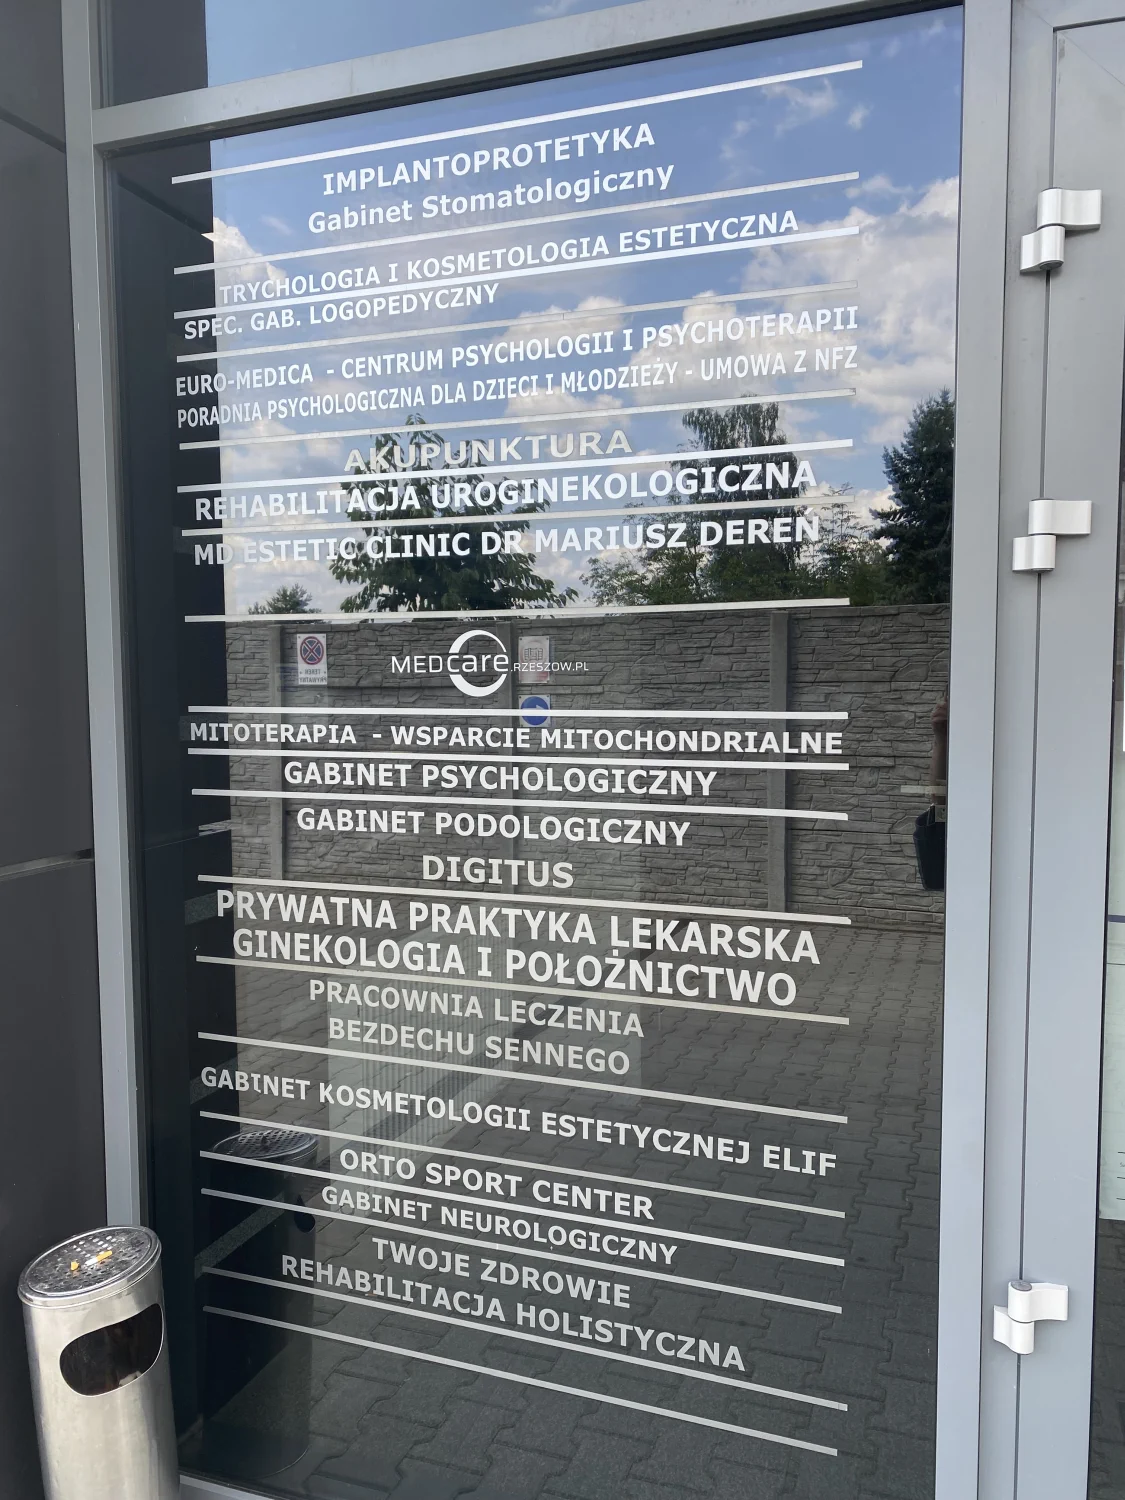 IMPLANTOPROTETYKA
Gabinet Stomatologiczny
TRYCHOLOGIA I KOSMETOLOGIA ESTETYCZNA
SPEC. GAB. LOGOPEDYCZNY
EURO-MEDICA - CENTRUM PSYCHOLOGII I PSYCHOTERAPII
PORADNIA PSYCHOLOGICZNA DLA DZIECI I MŁODZIEŻY - UMOWA Z NFZ
AKUPUNKTURA
REHABILITACJA UROGINEKOLOGICZNA
MD ESTETIC CLINIC DR MARIUSZ DEREŃ
MEDcare.RZESZOW.PL
MITOTERAPIA - WSPARCIE MITOCHONDRIALNE
GABINET PSYCHOLOGICZNY
GABINET PODOLOGICZNY
DIGITUS
PRYWATNA PRAKTYKA LEKARSKA
GINEKOLOGIA I POŁOŻNICTWO
PRACOWNIA LECZENIA
BEZDECHU SENNEGO
GABINET KOSMETOLOGII ESTETYCZNEJ ELIF
ORTO SPORT CENTER
GABINET NEUROLOGICZNY
TWOJE ZDROWIE
REHABILITACJA HOLISTYCZNA